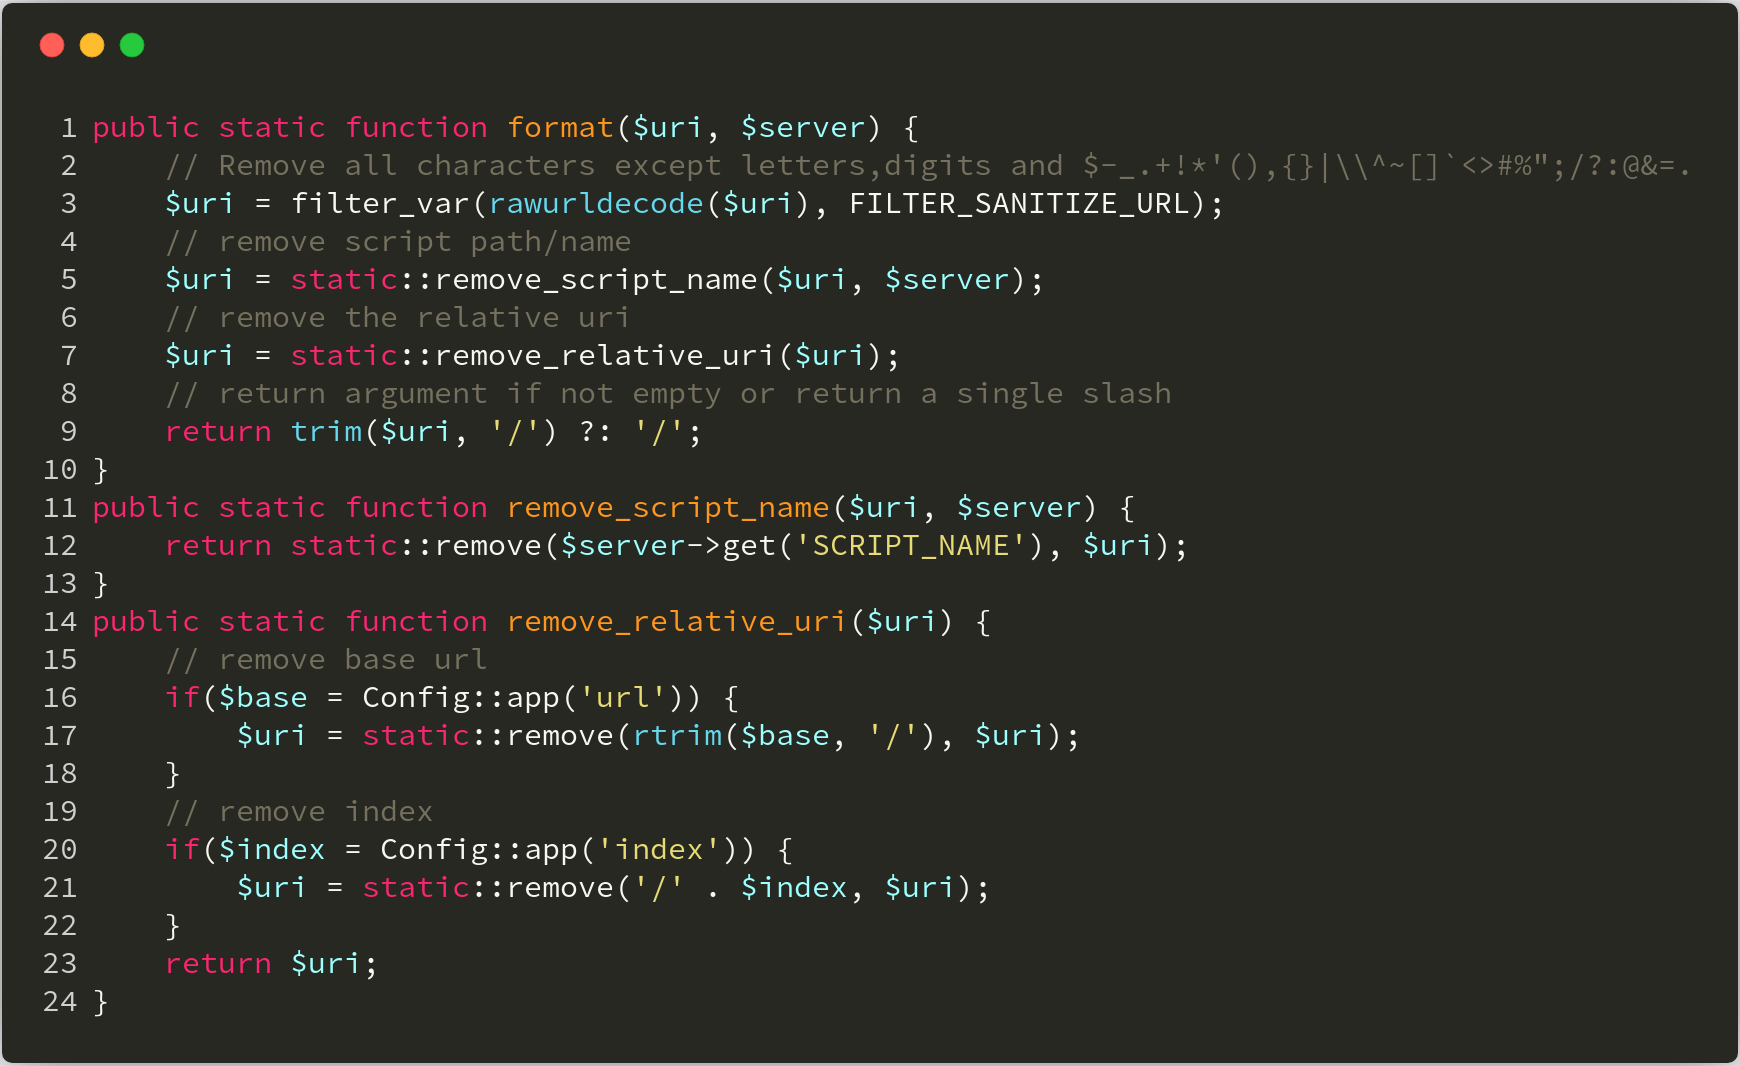 1 public static function format($uri, $server) {
2     // Remove all characters except letters,digits and $-_.+!*'(),{}|\\^~[]`<>#%";/?:@&=.
3     $uri = filter_var(rawurldecode($uri), FILTER_SANITIZE_URL);
4     // remove script path/name
5     $uri = static::remove_script_name($uri, $server);
6     // remove the relative uri
7     $uri = static::remove_relative_uri($uri);
8     // return argument if not empty or return a single slash
9     return trim($uri, '/') ?: '/';
10 }
11 public static function remove_script_name($uri, $server) {
12     return static::remove($server->get('SCRIPT_NAME'), $uri);
13 }
14 public static function remove_relative_uri($uri) {
15     // remove base url
16     if($base = Config::app('url')) {
17         $uri = static::remove(rtrim($base, '/'), $uri);
18     }
19     // remove index
20     if($index = Config::app('index')) {
21         $uri = static::remove('/' . $index, $uri);
22     }
23     return $uri;
24 }